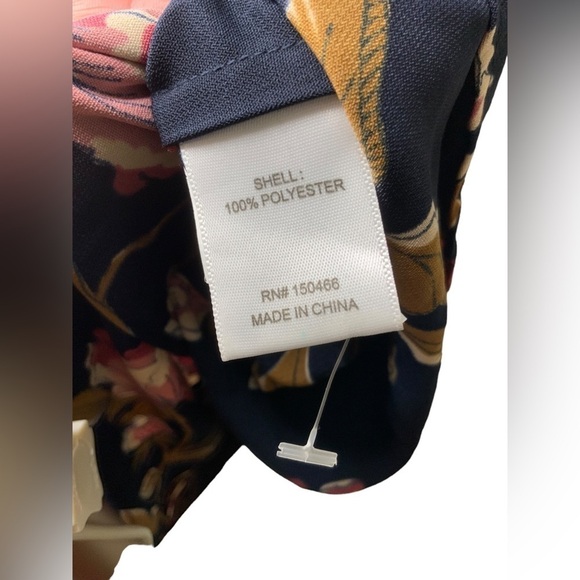 SHELL :
100% POLYESTER
RN# 150466
MADE IN CHINA